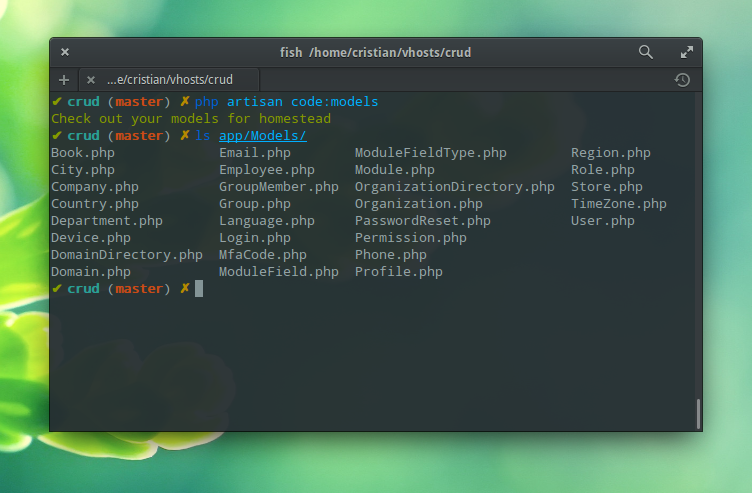 fish /home/cristian/vhosts/crud
...e/cristian/vhosts/crud
✔ crud (master) ✗ php artisan code:models
Check out your models for homestead
✔ crud (master) ✗ ls app/Models/
Book.php Email.php ModuleFieldType.php Region.php
City.php Employee.php Module.php Role.php
Company.php GroupMember.php OrganizationDirectory.php Store.php
Country.php Group.php Organization.php TimeZone.php
Department.php Language.php PasswordReset.php User.php
Device.php Login.php Permission.php
DomainDirectory.php MfaCode.php Phone.php
Domain.php ModuleField.php Profile.php
✔ crud (master) ✗